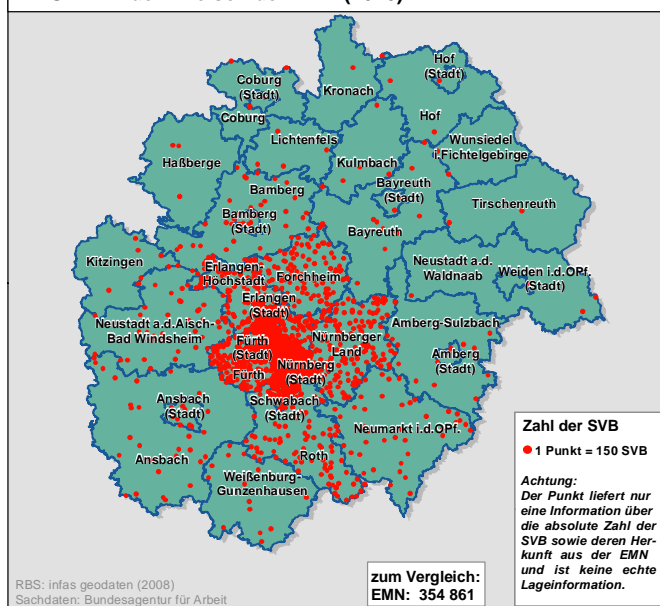 Hof
(Stadt)
Coburg
(Stadt)
Kronach
Coburg
Hof
Lichtenfels
Wunsiedel
i.Fichtelgebirge
Haßberge
Kulmbach
Bamberg
Bayreuth
(Stadt)
Tirschenreuth
Bamberg
(Stadt)
Bayreuth
Kitzingen
Erlangen-
Höchstadt
Forchheim
Neustadt a.d.
Waldnaab
Weiden i.d.OPf.
(Stadt)
Erlangen
(Stadt)
Neustadt a.d.Aisch-
Bad Windsheim
Nürnberger
Land
Amberg-Sulzbach
Fürth
(Stadt)
Amberg
(Stadt)
Fürth
Nürnberg
(Stadt)
Ansbach
(Stadt)
Schwabach
(Stadt)
Neumarkt i.d.OPf.
Ansbach
Roth
Weißenburg-
Gunzenhausen
Zahl der SVB
1 Punkt = 150 SVB
Achtung:
Der Punkt liefert nur
eine Information über
die absolute Zahl der
SVB sowie deren Her-
kunft aus der EMN
und ist keine echte
Lageinformation.
zum Vergleich:
EMN: 354 861
RBS: infas geodaten (2008)
Sachdaten: Bundesagentur für Arbeit